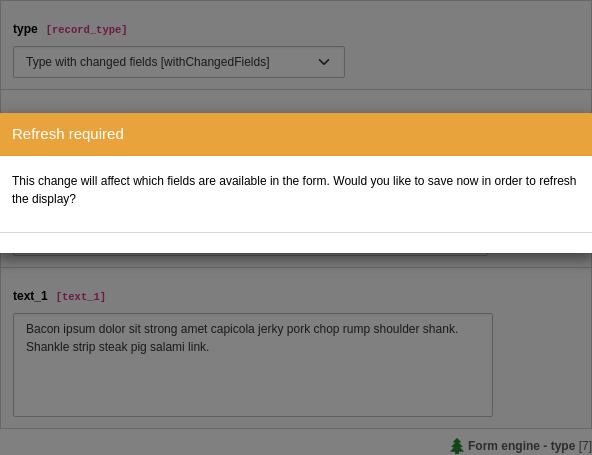 type [record_type]
Type with changed fields [withChangedFields]
Refresh required
This change will affect which fields are available in the form. Would you like to save now in order to refresh
the display?
text_1 [text_1]
Bacon ipsum dolor sit strong amet capicola jerky pork chop rump shoulder shank.
Shankle strip steak pig salami link.
Form engine - type [7]